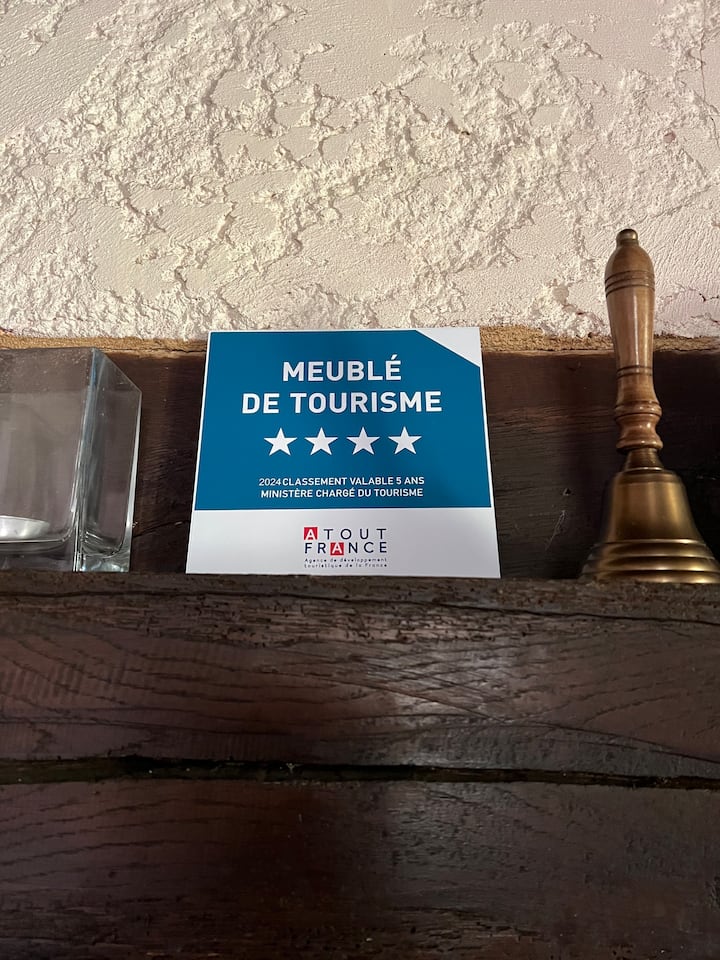 MEUBLÉ
DE TOURISME
2024 CLASSEMENT VALABLE 5 ANS
MINISTÈRE CHARGÉ DU TOURISME
ATOUT
FRANCE
Agence de développement
touristique de la France